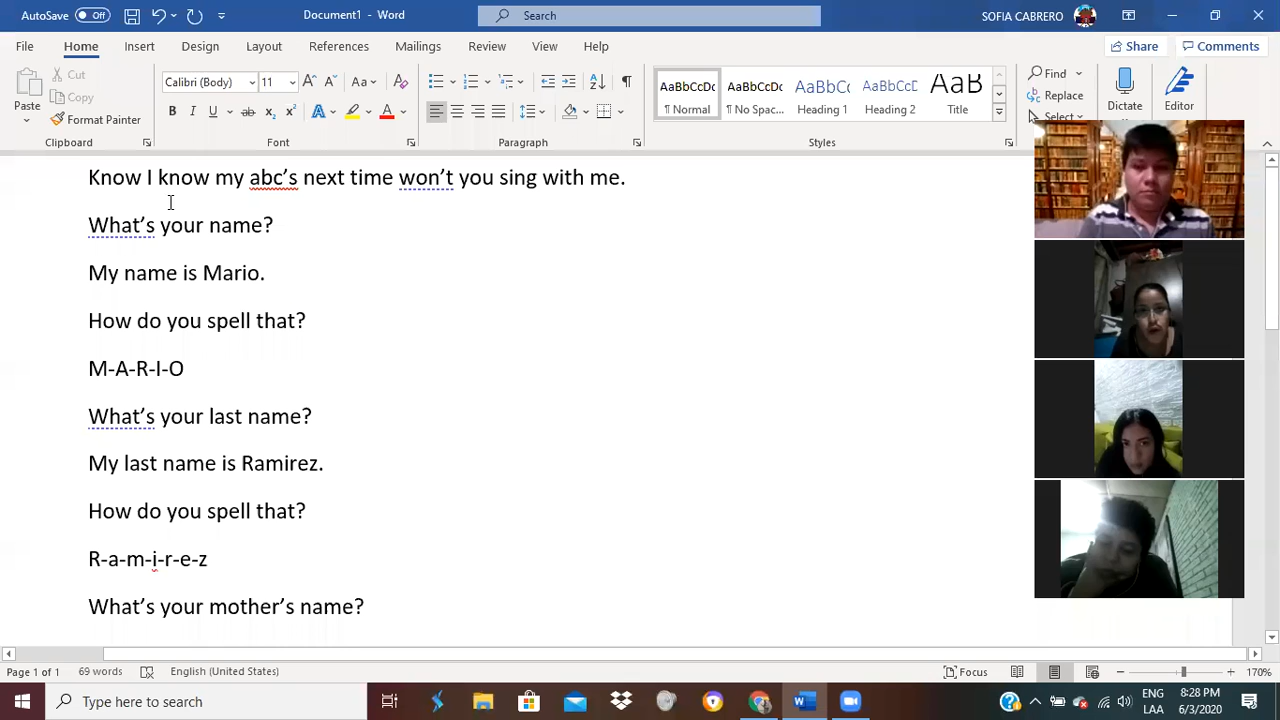 AutoSave Off Document1 - Word Search SOFIA CABRERO
File Home Insert Design Layout References Mailings Review View Help Share Comments
Paste Cut Copy Format Painter
Calibri (Body) 11
AaBbCcDc ¶ Normal
AaBbCcDc ¶ No Spac...
AaBbCc Heading 1
AaBbCcD Heading 2
AaB Title
Find Replace Select
Dictate Editor
Clipboard Font Paragraph Styles
Know I know my abc's next time won't you sing with me.
What's your name?
My name is Mario.
How do you spell that?
M-A-R-I-O
What's your last name?
My last name is Ramirez.
How do you spell that?
R-a-m-i-r-e-z
What's your mother's name?
Page 1 of 1 69 words English (United States) Focus 170%
Type here to search
ENG LAA
8:28 PM
6/3/2020